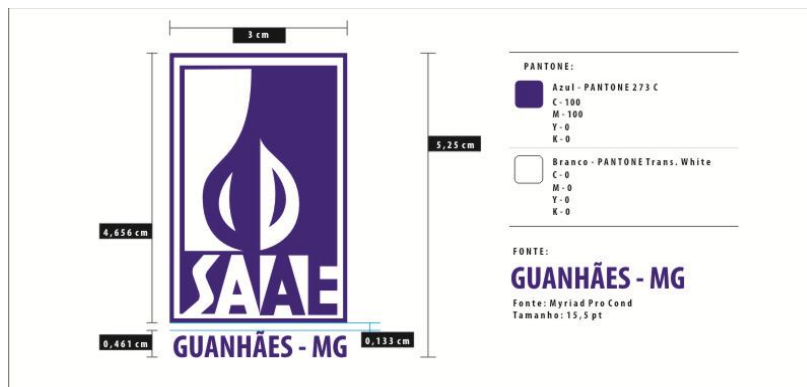 3 cm
4,656 cm
SAAE
0,461 cm
GUANHÃES - MG
0,133 cm
5,25 cm
PANTONE:
Azul - PANTONE 273 C
C - 100
M - 100
Y - 0
K - 0
Branco - PANTONE Trans. White
C - 0
M - 0
Y - 0
K - 0
FONTE:
GUANHÃES - MG
Fonte: Myriad Pro Cond
Tamanho: 15,5 pt